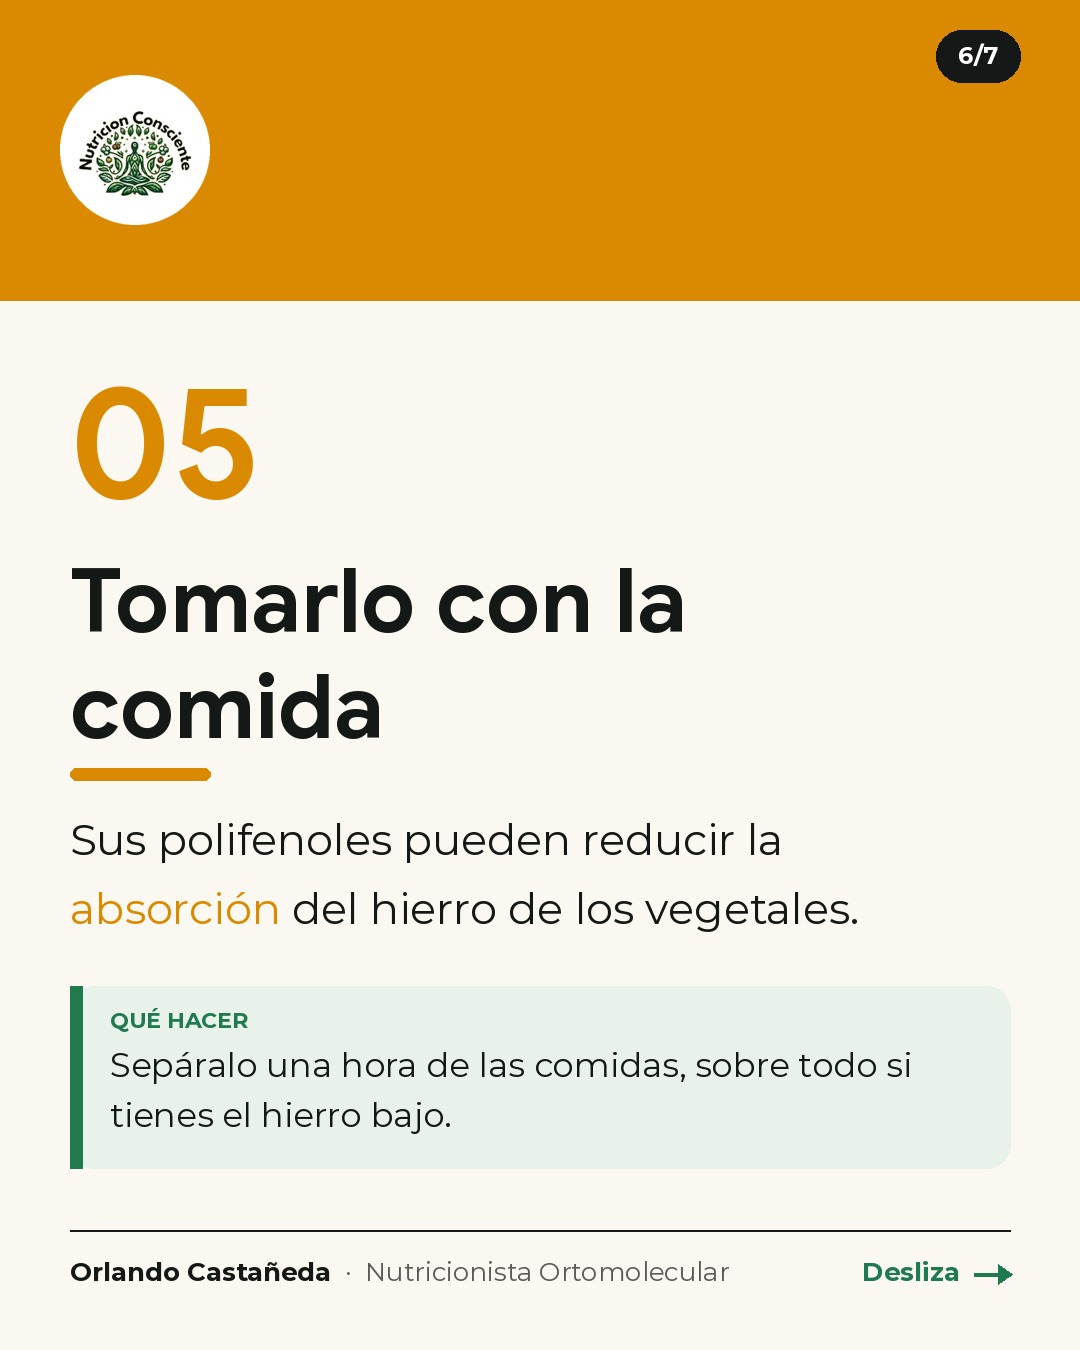 6/7
Nutricion Consciente
05
Tomarlo con la
comida
Sus polifenoles pueden reducir la
absorción del hierro de los vegetales.
QUÉ HACER
Sepáralo una hora de las comidas, sobre todo si
tienes el hierro bajo.
Orlando Castañeda · Nutricionista Ortomolecular
Desliza